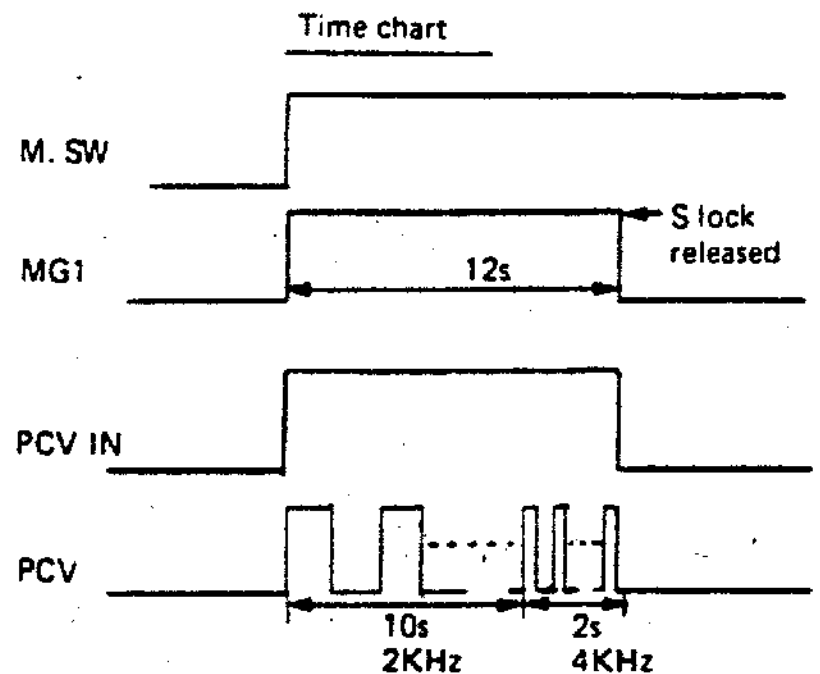 Time chart
M. SW
S lock
released
MG1
12s
PCV IN
PCV
10s
2s
2KHz
4KHz